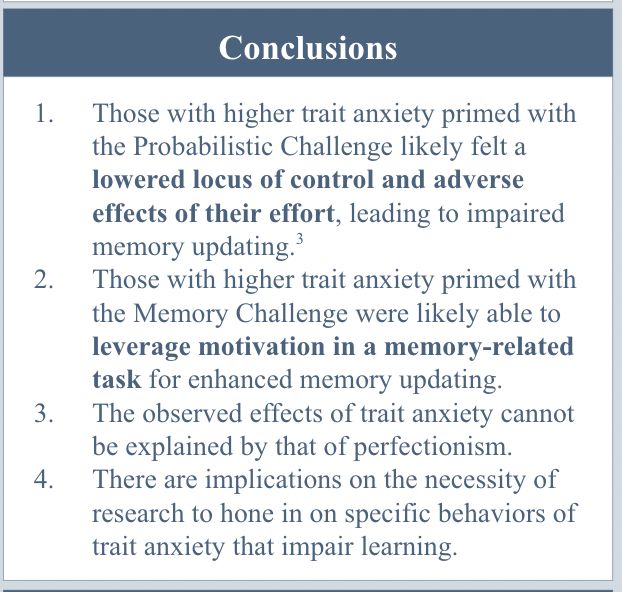 Conclusions
1. Those with higher trait anxiety primed with
the Probabilistic Challenge likely felt a
lowered locus of control and adverse
effects of their effort, leading to impaired
memory updating.³
2. Those with higher trait anxiety primed with
the Memory Challenge were likely able to
leverage motivation in a memory-related
task for enhanced memory updating.
3. The observed effects of trait anxiety cannot
be explained by that of perfectionism.
4. There are implications on the necessity of
research to hone in on specific behaviors of
trait anxiety that impair learning.